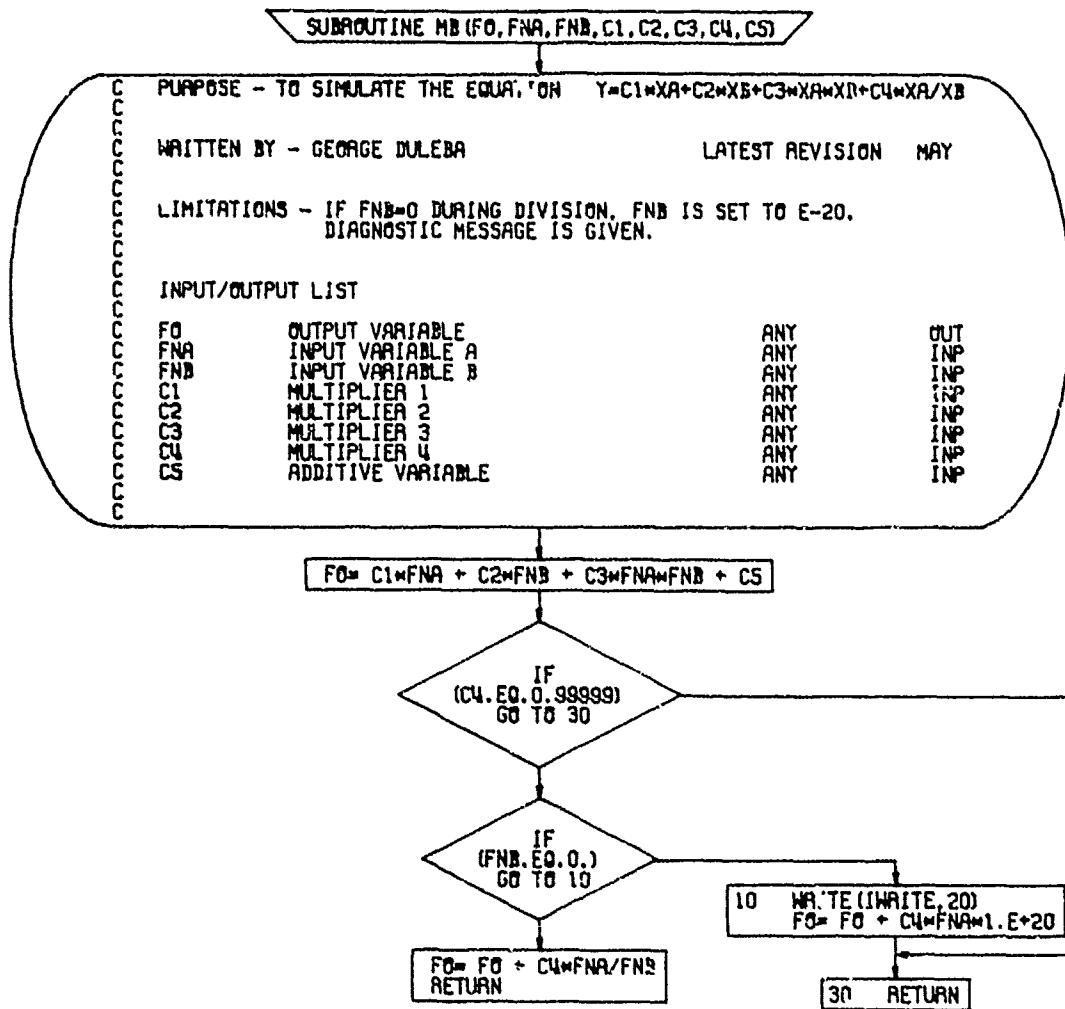 SUBROUTINE MB (FO, FNA, FNB, C1, C2, C3, C4, C5)
C PURPOSE - TO SIMULATE THE Y=C1*XA+C2*XB+C3*XA*XB+C4*XA/XB
C
C
C WRITTEN BY - GEORGE DULEBA LATEST REVISION MAY
C
C
C LIMITATIONS - IF FNB=0 DURING DIVISION, FNB IS SET TO E-20.
C DIAGNOSTIC MESSAGE IS GIVEN.
C
C
C INPUT/OUTPUT LIST
C
C FO OUTPUT VARIABLE ANY OUT
C FNA INPUT VARIABLE A ANY INP
C FNB INPUT VARIABLE B ANY INP
C C1 MULTIPLIER 1 ANY INP
C C2 MULTIPLIER 2 ANY INP
C C3 MULTIPLIER 3 ANY INP
C C4 MULTIPLIER 4 ANY INP
C C5 ADDITIVE VARIABLE ANY INP
C
C
FO= C1*FNA + C2*FNB + C3*FNA*FNB + C5
IF
(C4.EQ.0.99999)
GO TO 30
IF
(FNB.EQ.0.)
GO TO 10
10 (IWRITE,20)
FO= FO + C4*FNA*1.E+20
FO= FO + C4*FNA/FNB
RETURN
30 RETURN